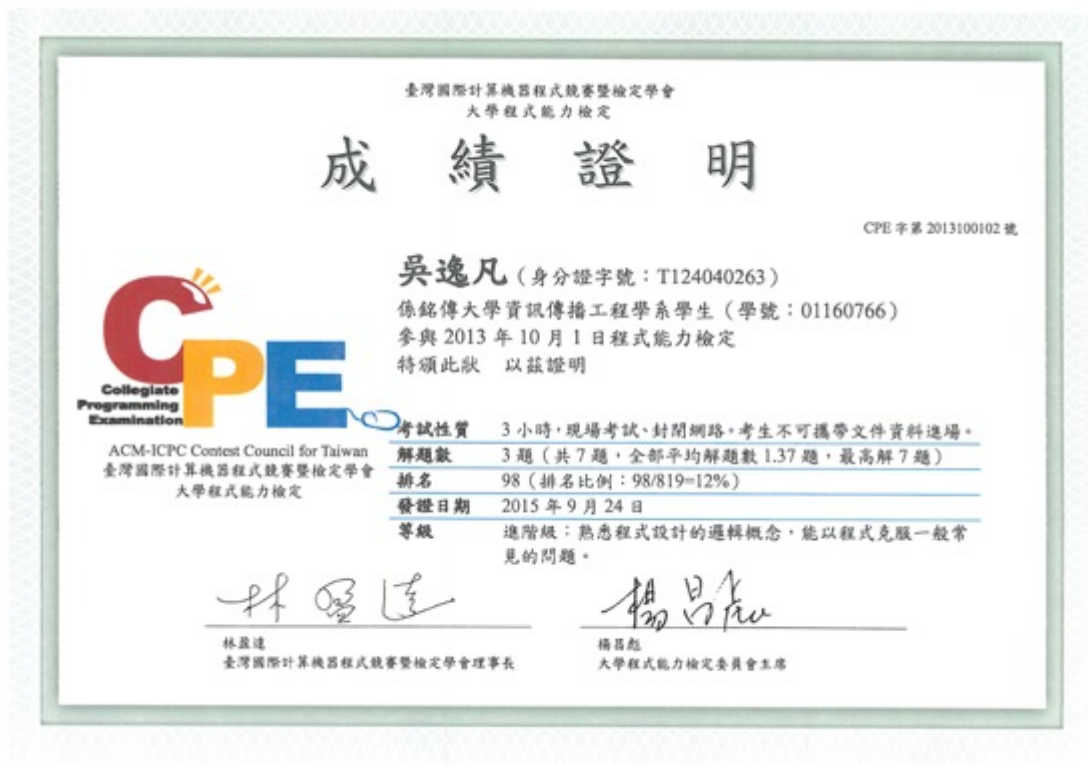 臺灣國際計算機器程式競賽暨檢定學會
大學程式能力檢定
成績證明
CPE 字第 2013100102 號
吳逸凡(身分證字號:T124040263)
係銘傳大學資訊傳播工程學系學生(學號:01160766)
參與 2013 年 10 月 1 日程式能力檢定
特頒此狀 以茲證明
CPE
Collegiate
Programming
Examination
ACM-ICPC Contest Council for Taiwan
臺灣國際計算機器程式競賽暨檢定學會
大學程式能力檢定
考試性質 3 小時,現場考試、封閉網路。考生不可攜帶文件資料進場。
解題數 3 題(共 7 題,全部平均解題數 1.37 題,最高解 7 題)
排名 98(排名比例:98/819=12%)
發證日期 2015 年 9 月 24 日
等級 進階級:熟悉程式設計的邏輯概念,能以程式克服一般常
見的問題。
林盈達
楊昌彪
林盈達
臺灣國際計算機器程式競賽暨檢定學會理事長
楊昌彪
大學程式能力檢定委員會主席